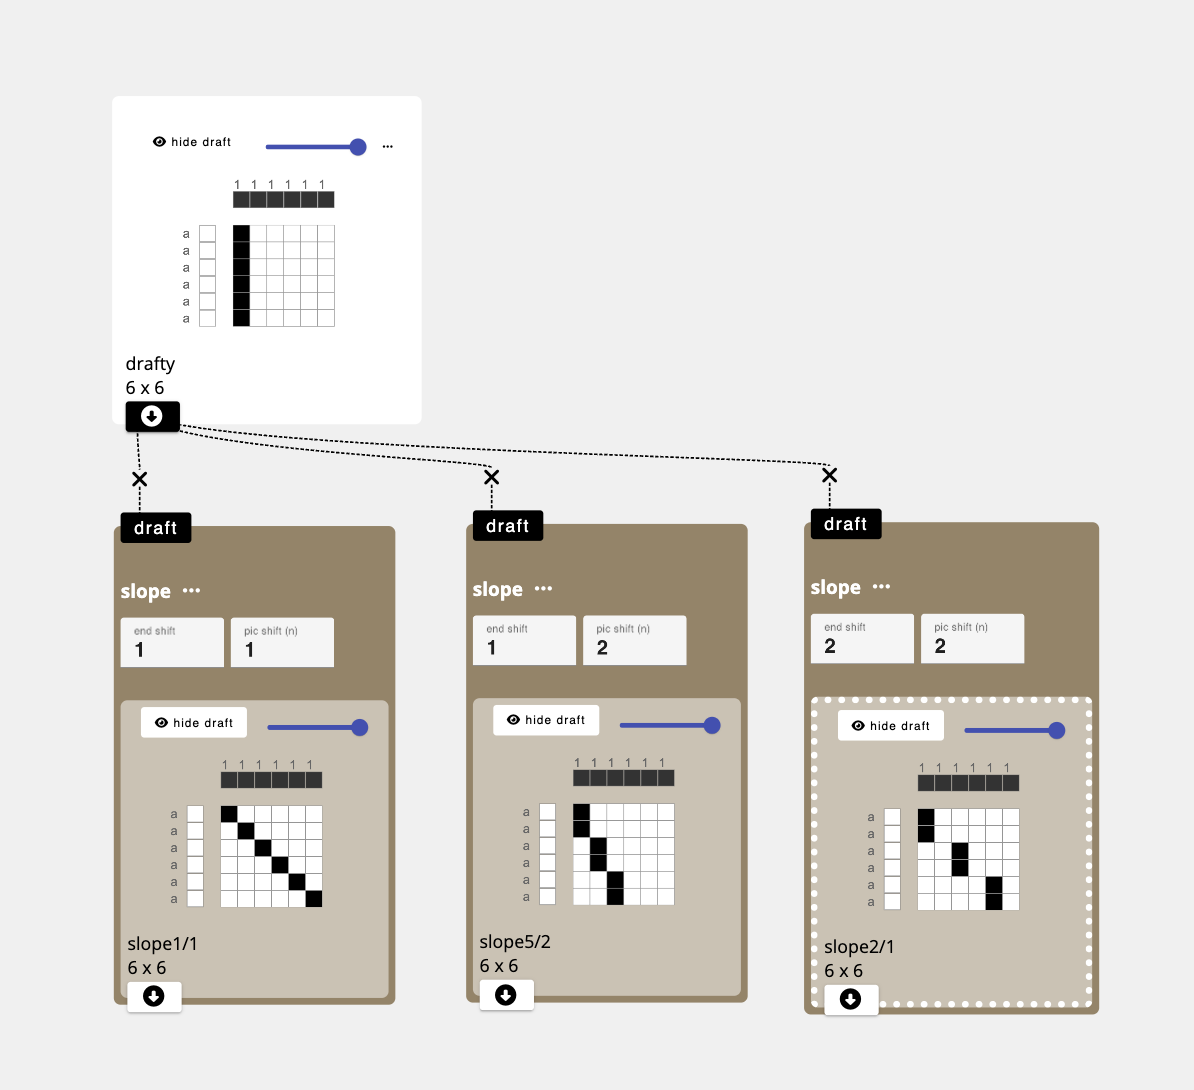 hide draft
1 1 1 1 1 1
a
a
a
a
a
a
drafty
6 x 6
draft
slope
end shift
1
pic shift (n)
1
hide draft
1 1 1 1 1 1
a
a
a
a
a
a
slope1/1
6 x 6
draft
slope
end shift
1
pic shift (n)
2
hide draft
1 1 1 1 1 1
a
a
a
a
a
a
slope5/2
6 x 6
draft
slope
end shift
2
pic shift (n)
2
hide draft
1 1 1 1 1 1
a
a
a
a
a
a
slope2/1
6 x 6